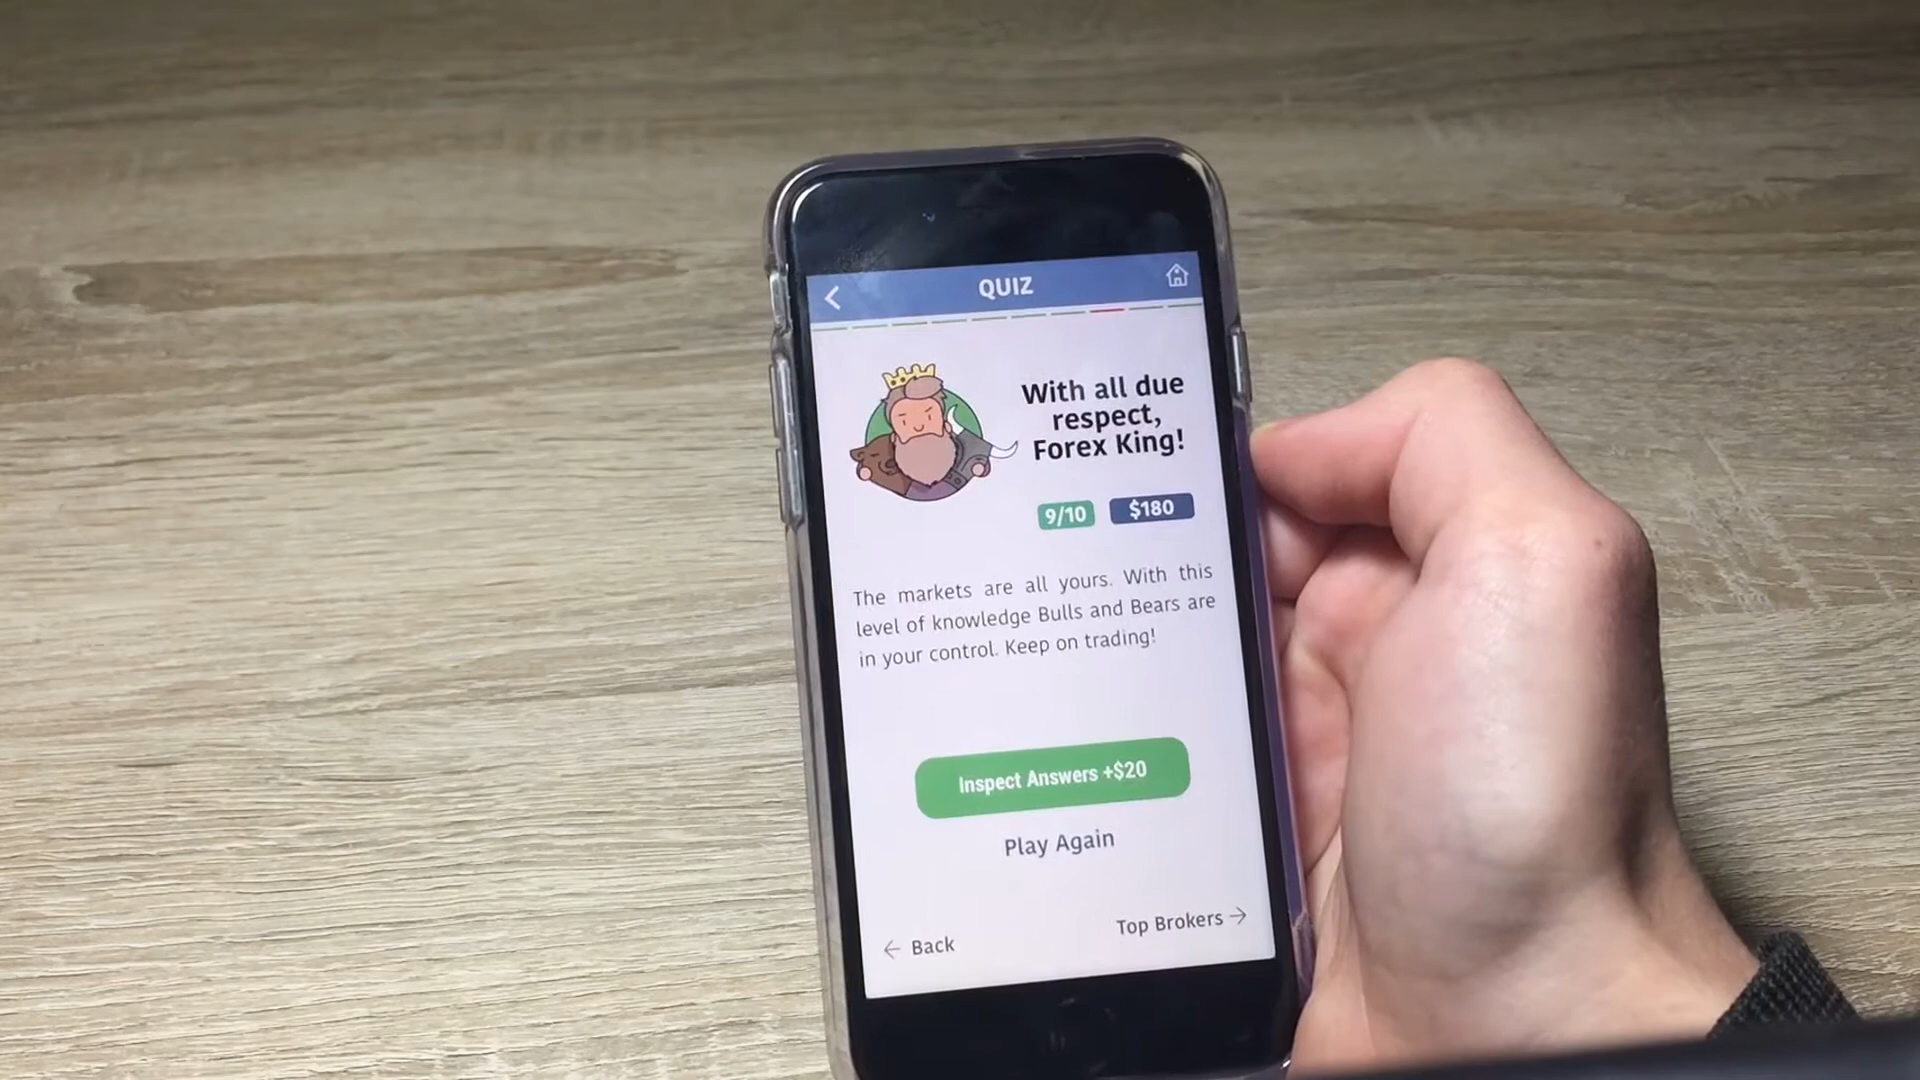 QUIZ
With all due
respect,
Forex King!
9/10 $180
The markets are all yours. With this
level of knowledge Bulls and Bears are
in your control. Keep on trading!
Inspect Answers +$20
Play Again
← Back
Top Brokers →